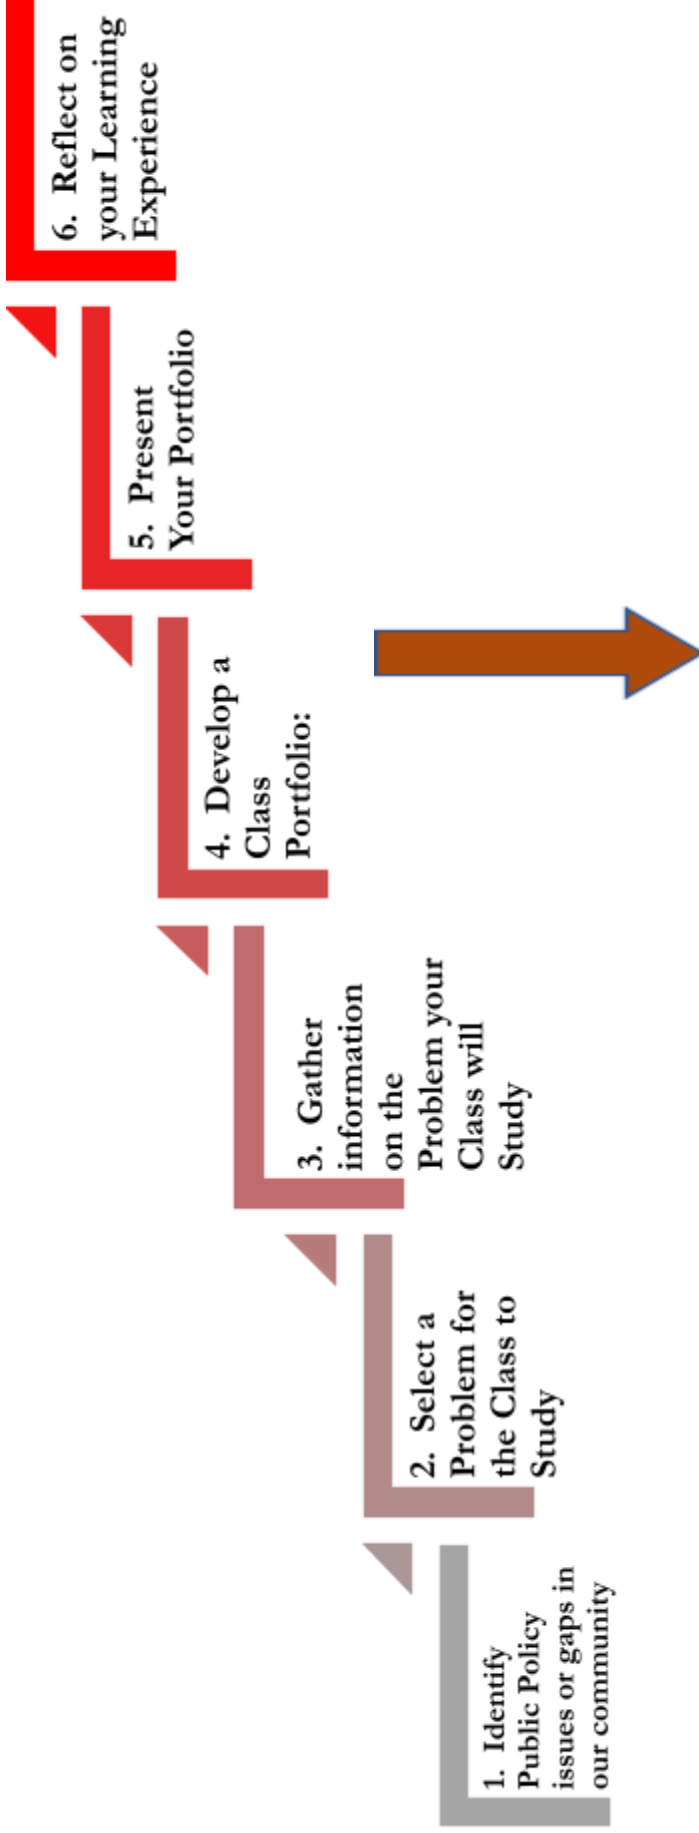 1. Identify
Public Policy
issues or gaps in
our community
2. Select a
Problem for
the Class to
Study
3. Gather
information
on the
Problem your
Class will
Study
4. Develop a
Class
Portfolio:
5. Present
Your Portfolio
6. Reflect on
your Learning
Experience